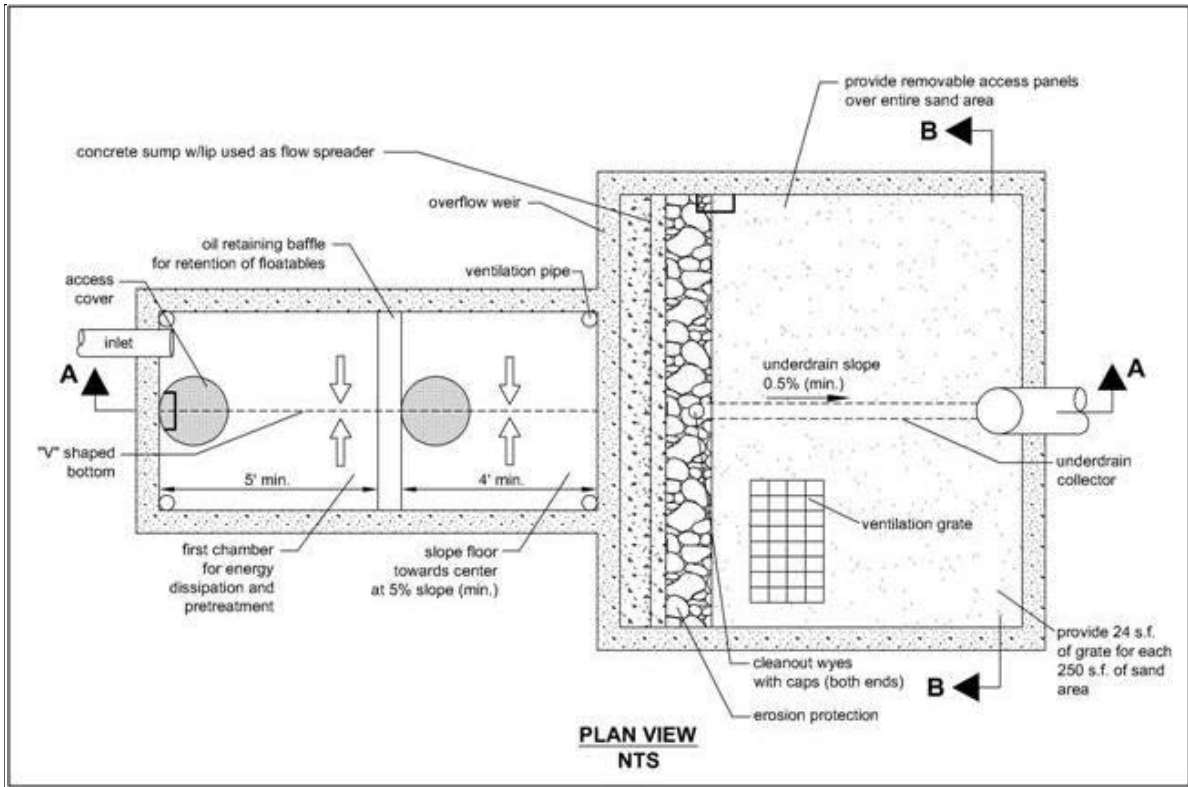 provide removable access panels
over entire sand area
B
concrete sump w/lip used as flow spreader
overflow weir
oil retaining baffle
for retention of floatables
ventilation pipe
access
cover
inlet
A
underdrain slope
0.5% (min.)
A
"V" shaped
bottom
5' min.
4' min.
underdrain
collector
ventilation grate
first chamber
for energy
dissipation and
pretreatment
slope floor
towards center
at 5% slope (min.)
provide 24 s.f.
of grate for each
250 s.f. of sand
area
cleanout wyes
with caps (both ends)
B
erosion protection
PLAN VIEW
NTS